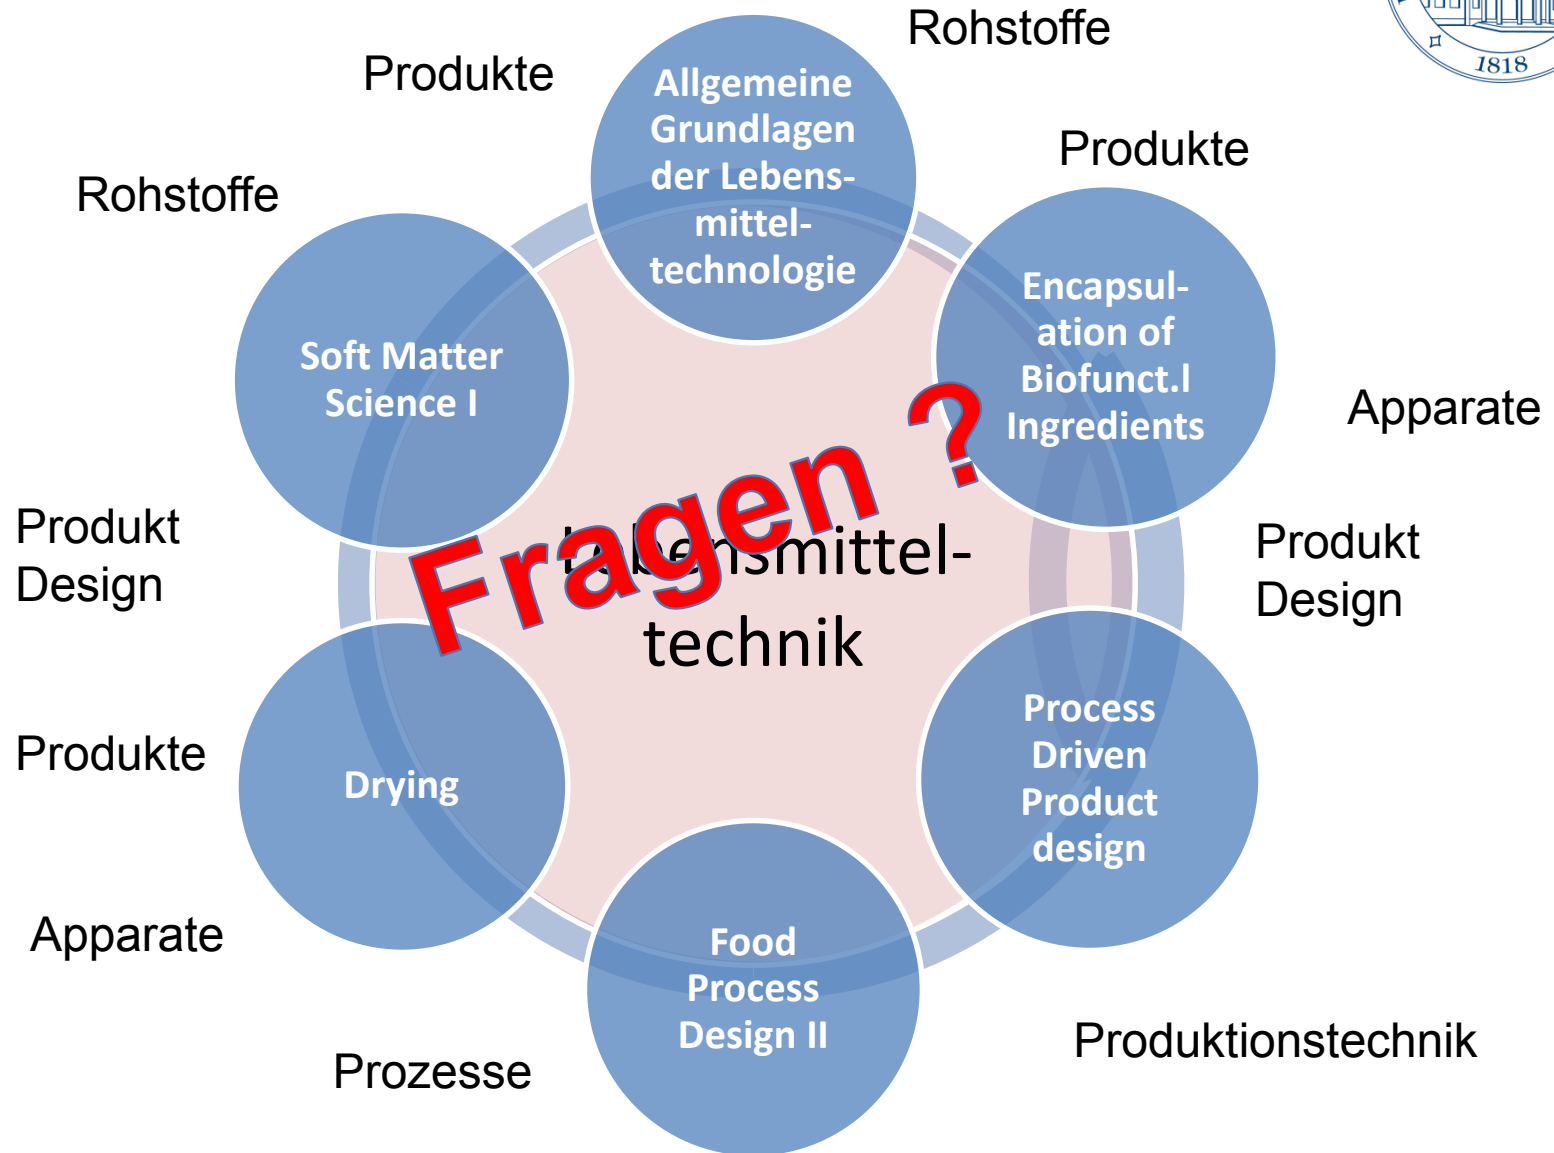 Rohstoffe
Produkte
Allgemeine
Grundlagen
der Lebens-
mittel-
technologie
1818
Produkte
Rohstoffe
Soft Matter
Science I
Encapsul-
ation of
Biofunct.l
Ingredients
Apparate
Fragen ?
Lebensmittel-
technik
Produkt
Design
Produkt
Design
Produkte
Drying
Process
Driven
Product
design
Apparate
Food
Process
Design II
Prozesse
Produktionstechnik